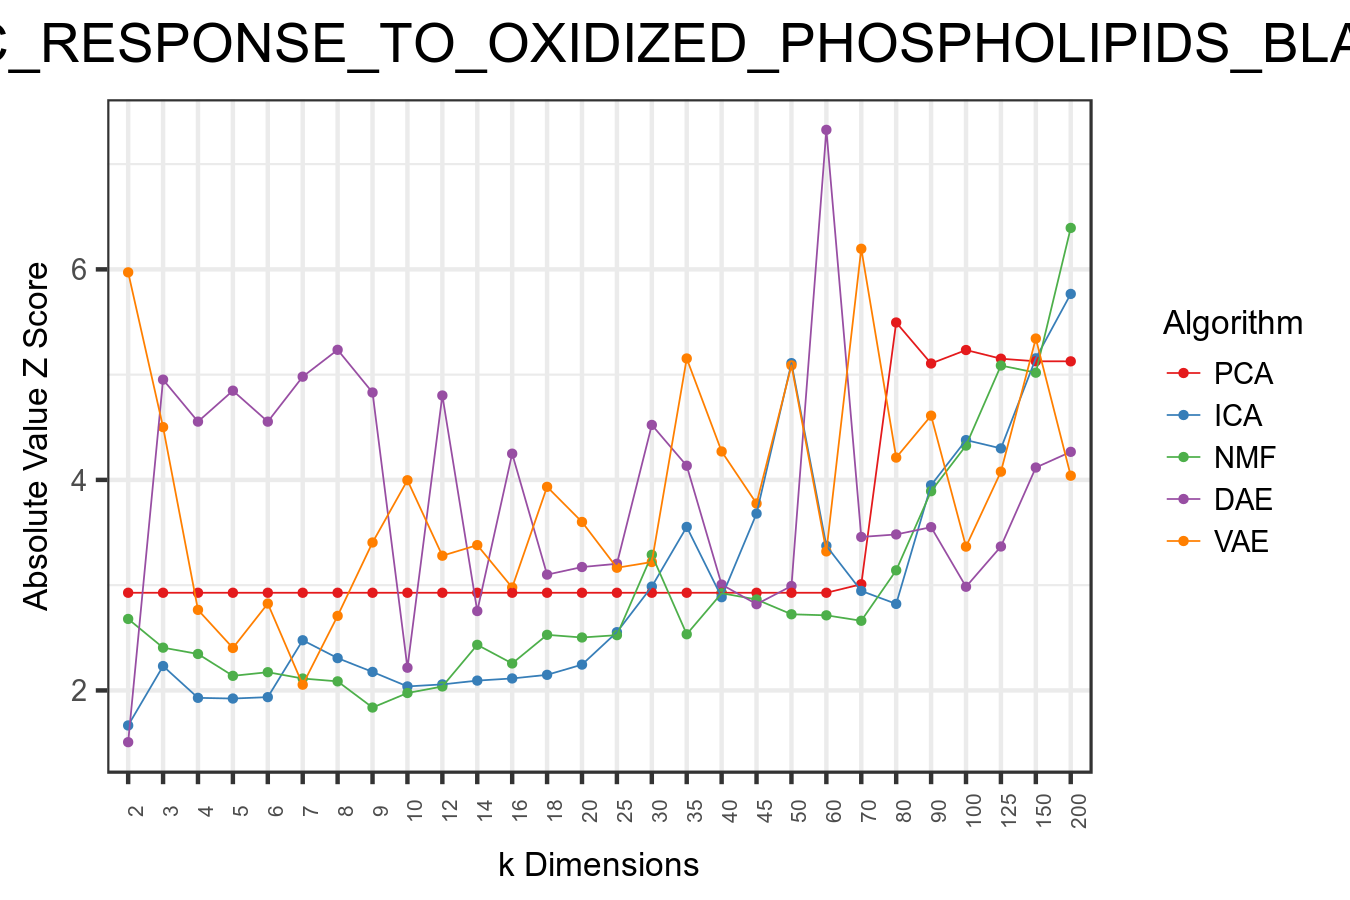 C_RESPONSE_TO_OXIDIZED_PHOSPHOLIPIDS_BLA
Absolute Value Z Score
6
4
2
2 3 4 5 6 7 8 9 10 12 14 16 18 20 25 30 35 40 45 50 60 70 80 90 100 125 150 200
k Dimensions
Algorithm
PCA
ICA
NMF
DAE
VAE